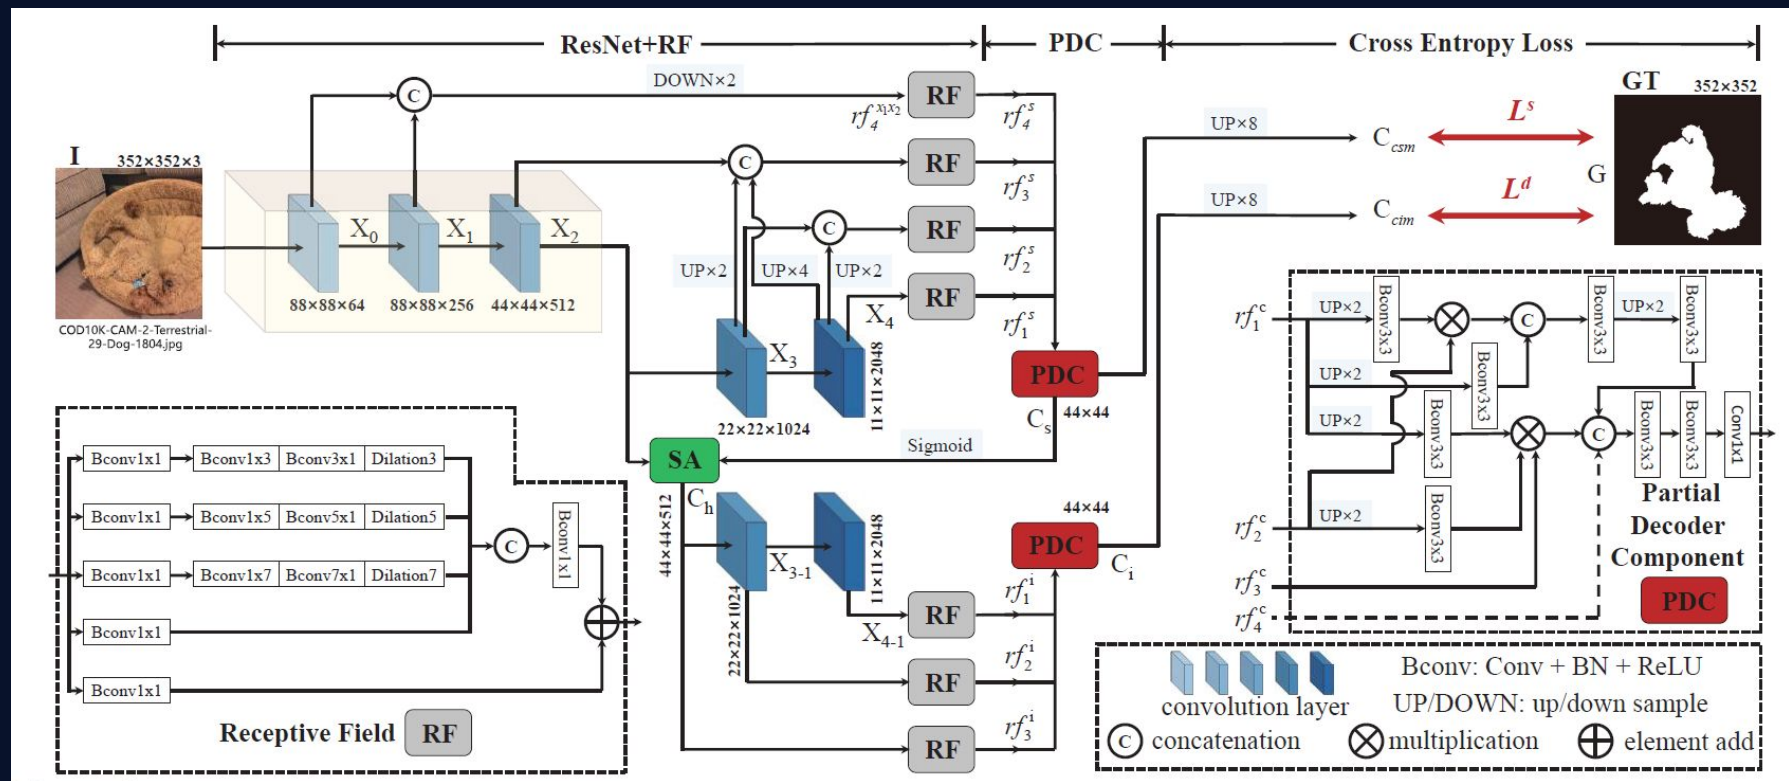 ResNet+RF
PDC
Cross Entropy Loss
I
352×352×3
COD10K-CAM-2-Terrestrial-
29-Dog-1804.jpg
C
DOWN×2
rf₄^{x₁x₂}
RF
rf₄^s
C
RF
rf₃^s
C
RF
rf₂^s
RF
rf₁^s
X₀
X₁
X₂
88×88×64
88×88×256
44×44×512
UP×2
UP×4
UP×2
X₄
X₃
22×22×1024
11×11×2048
PDC
44×44
C_s
Sigmoid
SA
C_h
44×44×512
X₃₋₁
22×22×1024
11×11×2048
X₄₋₁
RF
rf₁^i
RF
rf₂^i
RF
rf₃^i
44×44
PDC
C_i
UP×8
C_csm
L^s
UP×8
C_cim
L^d
GT
352×352
G
Bconv1x1
Bconv1x3
Bconv3x1
Dilation3
Bconv1x1
Bconv1x5
Bconv5x1
Dilation5
Bconv1x1
Bconv1x7
Bconv7x1
Dilation7
Bconv1x1
Bconv1x1
C
Bconv1x1
Receptive Field
RF
rf₁^c
UP×2
Bconv3x3
C
Bconv3x3
UP×2
Bconv3x3
UP×2
Bconv3x3
UP×2
Bconv3x3
C
Bconv3x3
Bconv3x3
Conv1x1
rf₂^c
UP×2
Bconv3x3
rf₃^c
rf₄^c
Partial
Decoder
Component
PDC
convolution layer
Bconv: Conv + BN + ReLU
UP/DOWN: up/down sample
C concatenation
multiplication
element add